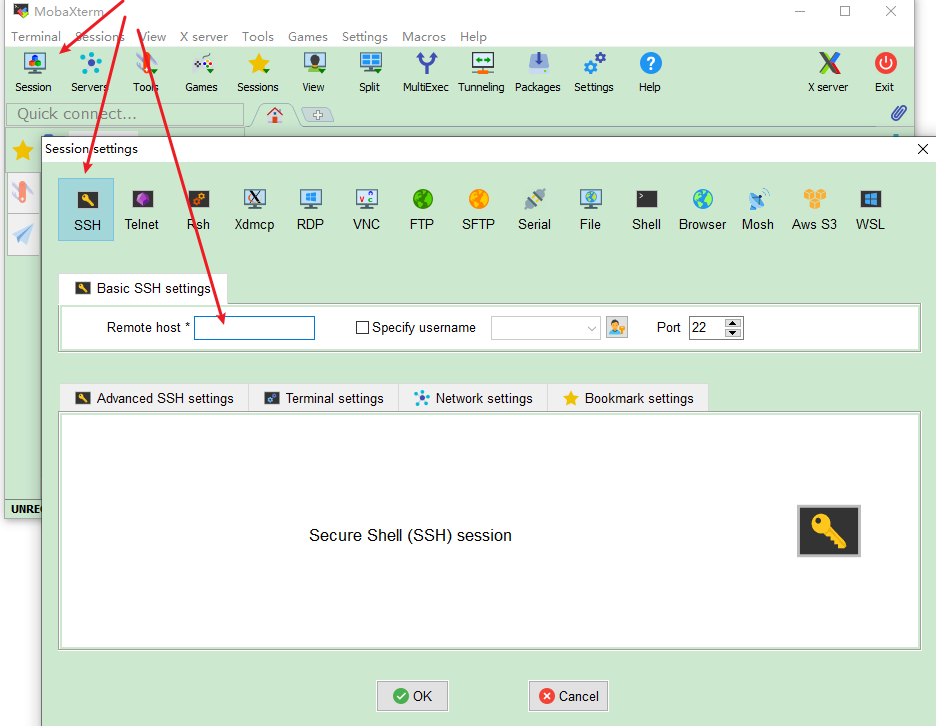 MobaXterm
Terminal Sessions View X server Tools Games Settings Macros Help
Session Servers Tools Games Sessions View Split MultiExec Tunneling Packages Settings Help X server Exit
Quick connect...
Session settings
SSH Telnet Rsh Xdmcp RDP VNC FTP SFTP Serial File Shell Browser Mosh Aws S3 WSL
Basic SSH settings
Remote host * Specify username Port 22
Advanced SSH settings Terminal settings Network settings Bookmark settings
Secure Shell (SSH) session
UNRE
OK Cancel